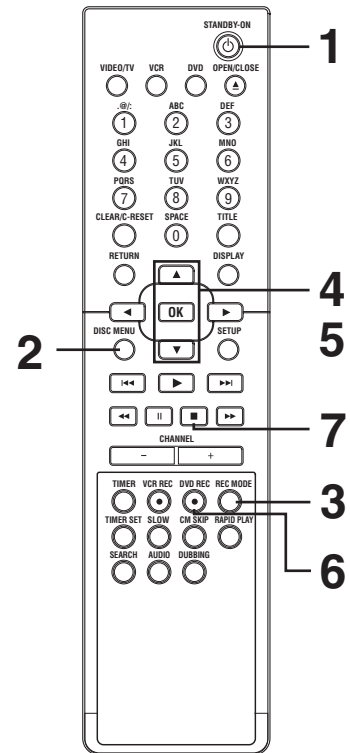 STANDBY-ON
1
VIDEO/TV VCR DVD OPEN/CLOSE
.@/: ABC DEF
1 2 3
GHI JKL MNO
4 5 6
PQRS TUV WXYZ
7 8 9
CLEAR/C-RESET SPACE TITLE
0
RETURN DISPLAY
4
OK
5
DISC MENU SETUP
2
7
CHANNEL
− +
TIMER VCR REC DVD REC REC MODE
3
TIMER SET SLOW CM SKIP RAPID PLAY
6
SEARCH AUDIO DUBBING